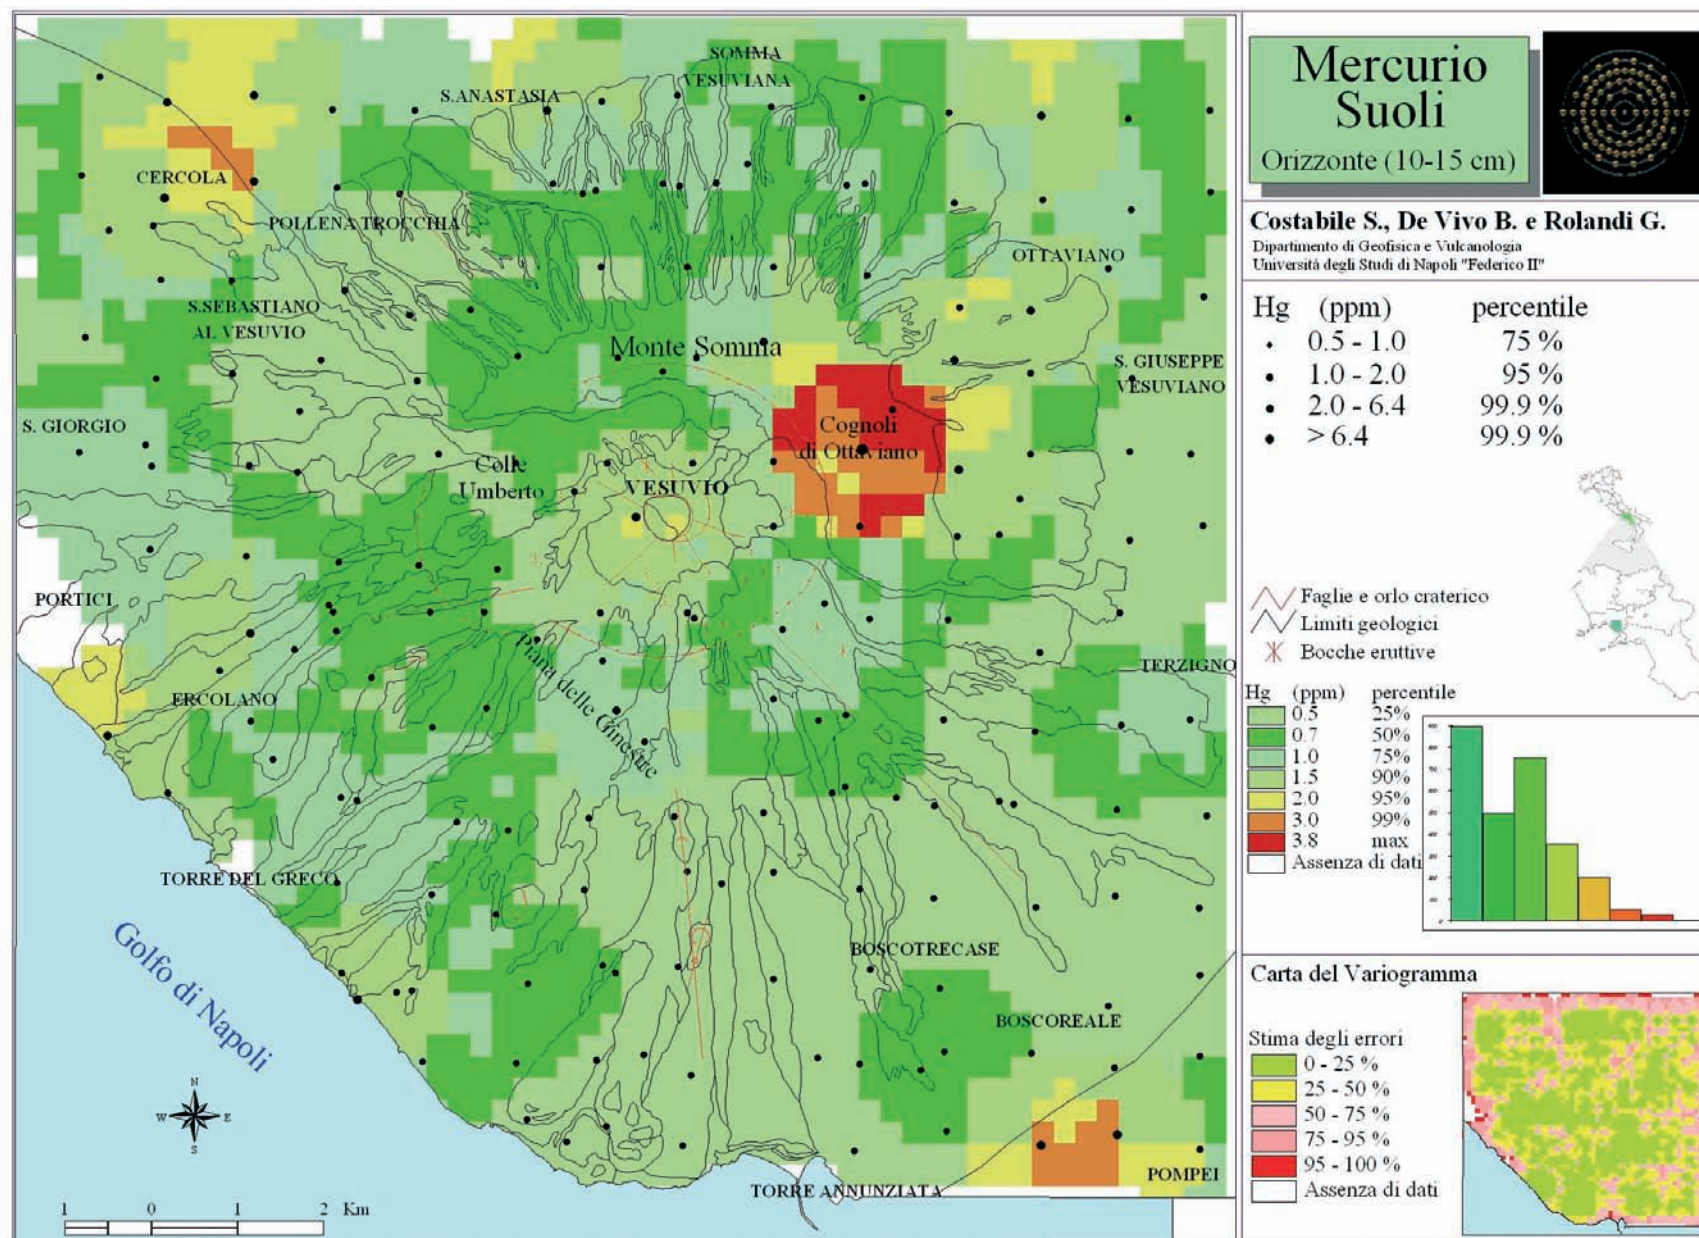 SOMMA
VESUVIANA
S.ANASTASIA
CERCOLA
POLLENA TROCCHIA
OTTAVIANO
S.SEBASTIANO
AL VESUVIO
Monte Somma
S. GIUSEPPE
VESUVIANO
S. GIORGIO
Cognoli
di Ottaviano
Colle
Umberto
VESUVIO
PORTICI
Piana delle Ginestre
TERZIGNO
ERCOLANO
TORRE DEL GRECO
Golfo di Napoli
BOSCOTRECASE
BOSCOREALE
N
W E
S
POMPEI
TORRE ANNUNZIATA
1 0 1 2 Km
Mercurio
Suoli
Orizzonte (10-15 cm)
Costabile S., De Vivo B. e Rolandi G.
Dipartimento di Geofisica e Vulcanologia
Università degli Studi di Napoli "Federico II"
Hg (ppm) percentile
0.5 - 1.0 75 %
1.0 - 2.0 95 %
2.0 - 6.4 99.9 %
> 6.4 99.9 %
Faglie e orlo craterico
Limiti geologici
Bocche eruttive
Hg (ppm) percentile
0.5 25%
0.7 50%
1.0 75%
1.5 90%
2.0 95%
3.0 99%
3.8 max
Assenza di dati
Carta del Variogramma
Stima degli errori
0 - 25 %
25 - 50 %
50 - 75 %
75 - 95 %
95 - 100 %
Assenza di dati